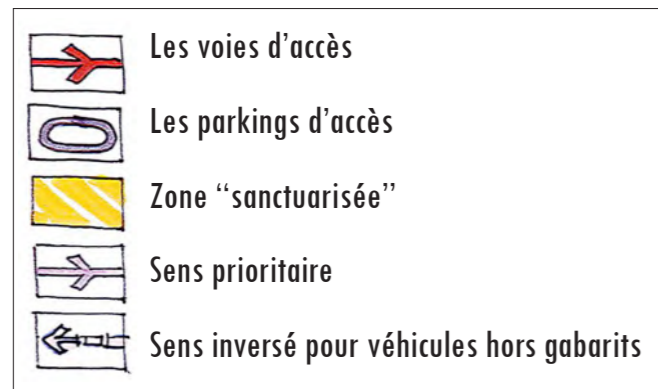 Les voies d’accès
Les parkings d’accès
Zone “sanctuarisée”
Sens prioritaire
Sens inversé pour véhicules hors gabarits